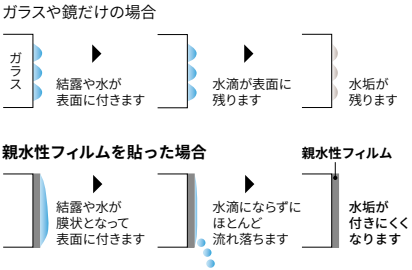 ガラスや鏡だけの場合
ガラス
結露や水が
表面に付きます
水滴が表面に
残ります
水垢が
残ります
親水性フィルムを貼った場合
親水性フィルム
結露や水が
膜状となって
表面に付きます
水滴にならずに
ほとんど
流れ落ちます
水垢が
付きにくく
なります